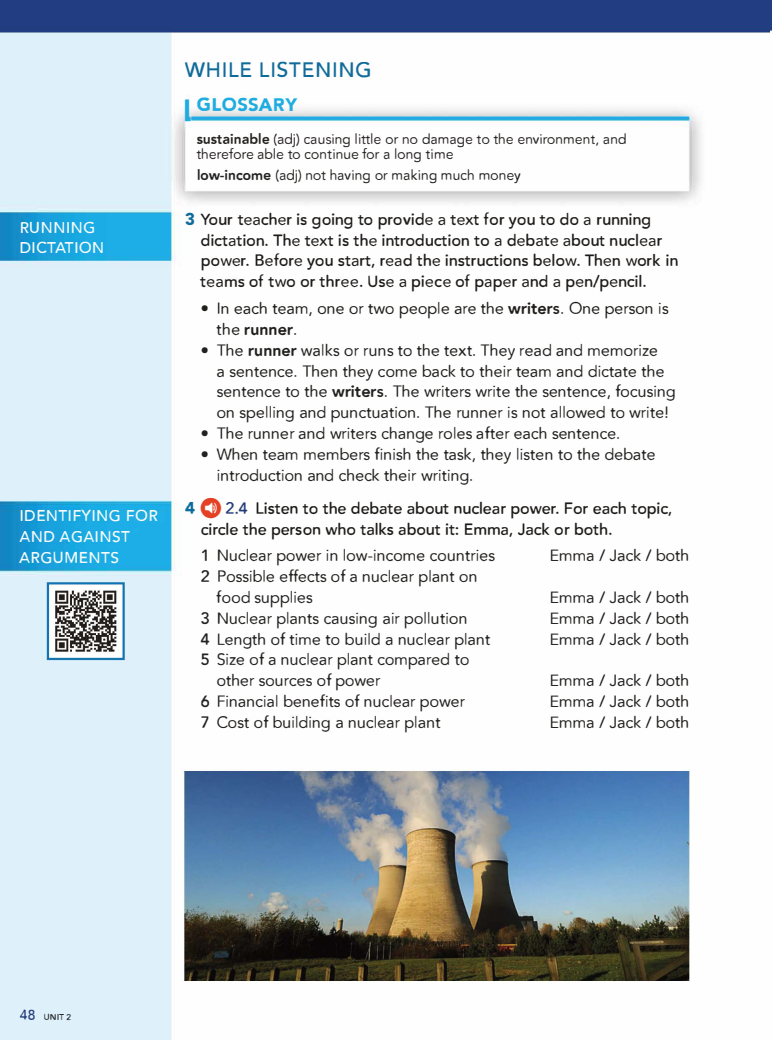 WHILE LISTENING
GLOSSARY
sustainable (adj) causing little or no damage to the environment, and
therefore able to continue for a long time
low-income (adj) not having or making much money
RUNNING
DICTATION
3 Your teacher is going to provide a text for you to do a running
dictation. The text is the introduction to a debate about nuclear
power. Before you start, read the instructions below. Then work in
teams of two or three. Use a piece of paper and a pen/pencil.
• In each team, one or two people are the writers. One person is
the runner.
• The runner walks or runs to the text. They read and memorize
a sentence. Then they come back to their team and dictate the
sentence to the writers. The writers write the sentence, focusing
on spelling and punctuation. The runner is not allowed to write!
• The runner and writers change roles after each sentence.
• When team members finish the task, they listen to the debate
introduction and check their writing.
IDENTIFYING FOR
AND AGAINST
ARGUMENTS
4 2.4 Listen to the debate about nuclear power. For each topic,
circle the person who talks about it: Emma, Jack or both.
1 Nuclear power in low-income countries Emma / Jack / both
2 Possible effects of a nuclear plant on
food supplies Emma / Jack / both
3 Nuclear plants causing air pollution Emma / Jack / both
4 Length of time to build a nuclear plant Emma / Jack / both
5 Size of a nuclear plant compared to
other sources of power Emma / Jack / both
6 Financial benefits of nuclear power Emma / Jack / both
7 Cost of building a nuclear plant Emma / Jack / both
48 UNIT 2